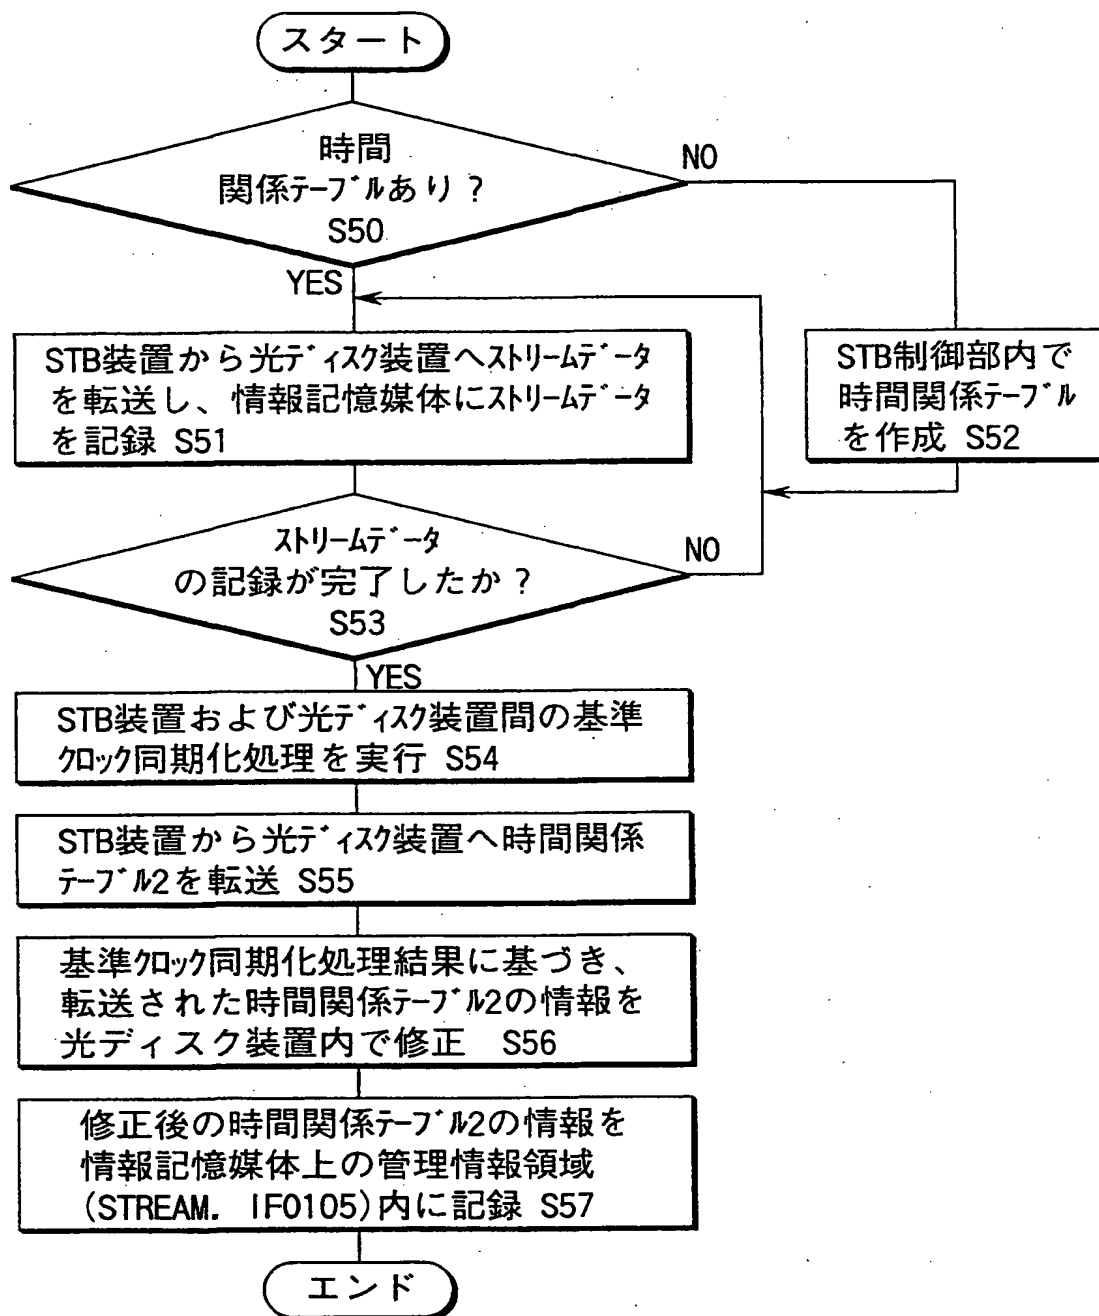 スタート
時間
関係テーブルあり？
S50
NO
YES
STB装置から光ディスク装置へストリームデータ
を転送し、情報記憶媒体にストリームデータ
を記録 S51
STB制御部内で
時間関係テーブル
を作成 S52
ストリームデータ
の記録が完了したか？
S53
NO
YES
STB装置および光ディスク装置間の基準
クロック同期化処理を実行 S54
STB装置から光ディスク装置へ時間関係
テーブル2を転送 S55
基準クロック同期化処理結果に基づき、
転送された時間関係テーブル2の情報を
光ディスク装置内で修正 S56
修正後の時間関係テーブル2の情報を
情報記憶媒体上の管理情報領域
(STREAM. IFO105)内に記録 S57
エンド